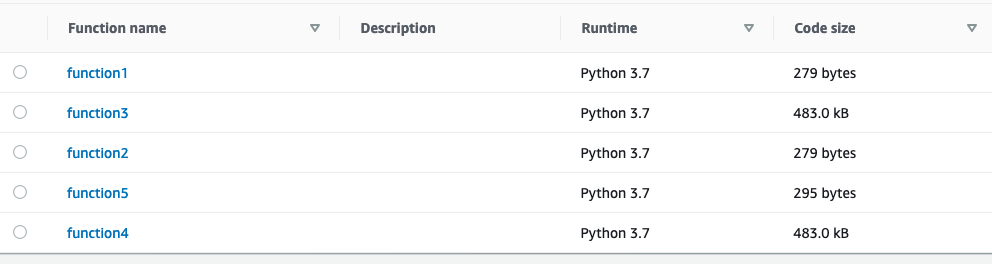 Function name Description Runtime Code size
function1 Python 3.7 279 bytes
function3 Python 3.7 483.0 kB
function2 Python 3.7 279 bytes
function5 Python 3.7 295 bytes
function4 Python 3.7 483.0 kB